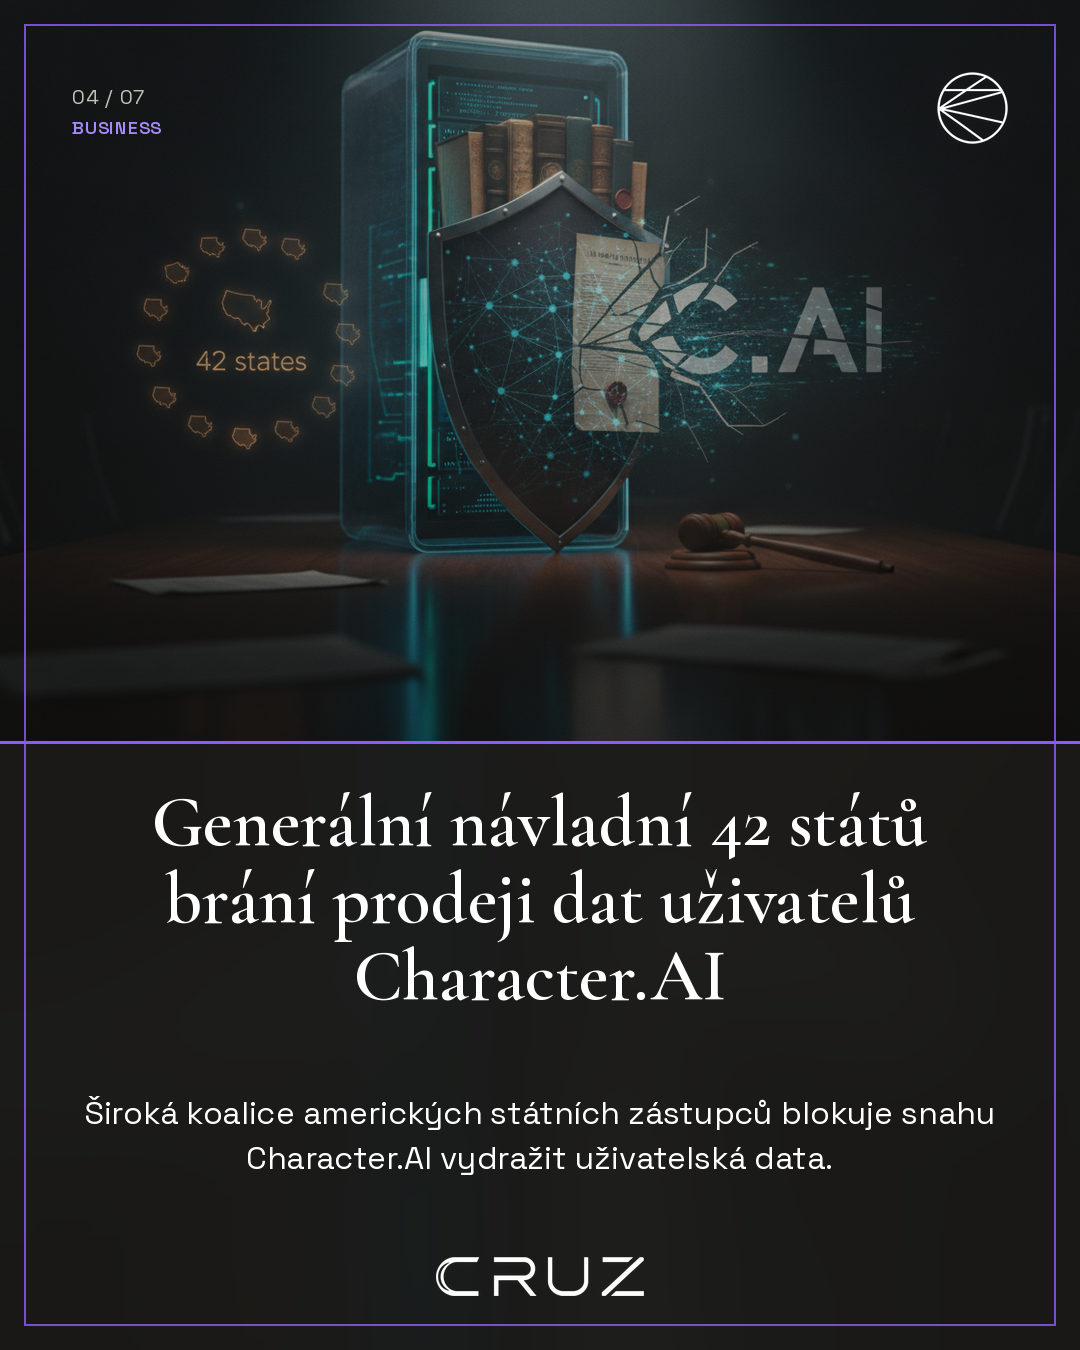 04 / 07
BUSINESS
42 states
C.AI
Generální návladní 42 států
brání prodeji dat uživatelů
Character.AI
Široká koalice amerických státních zástupců blokuje snahu
Character.AI vydražit uživatelská data.
CRUZ